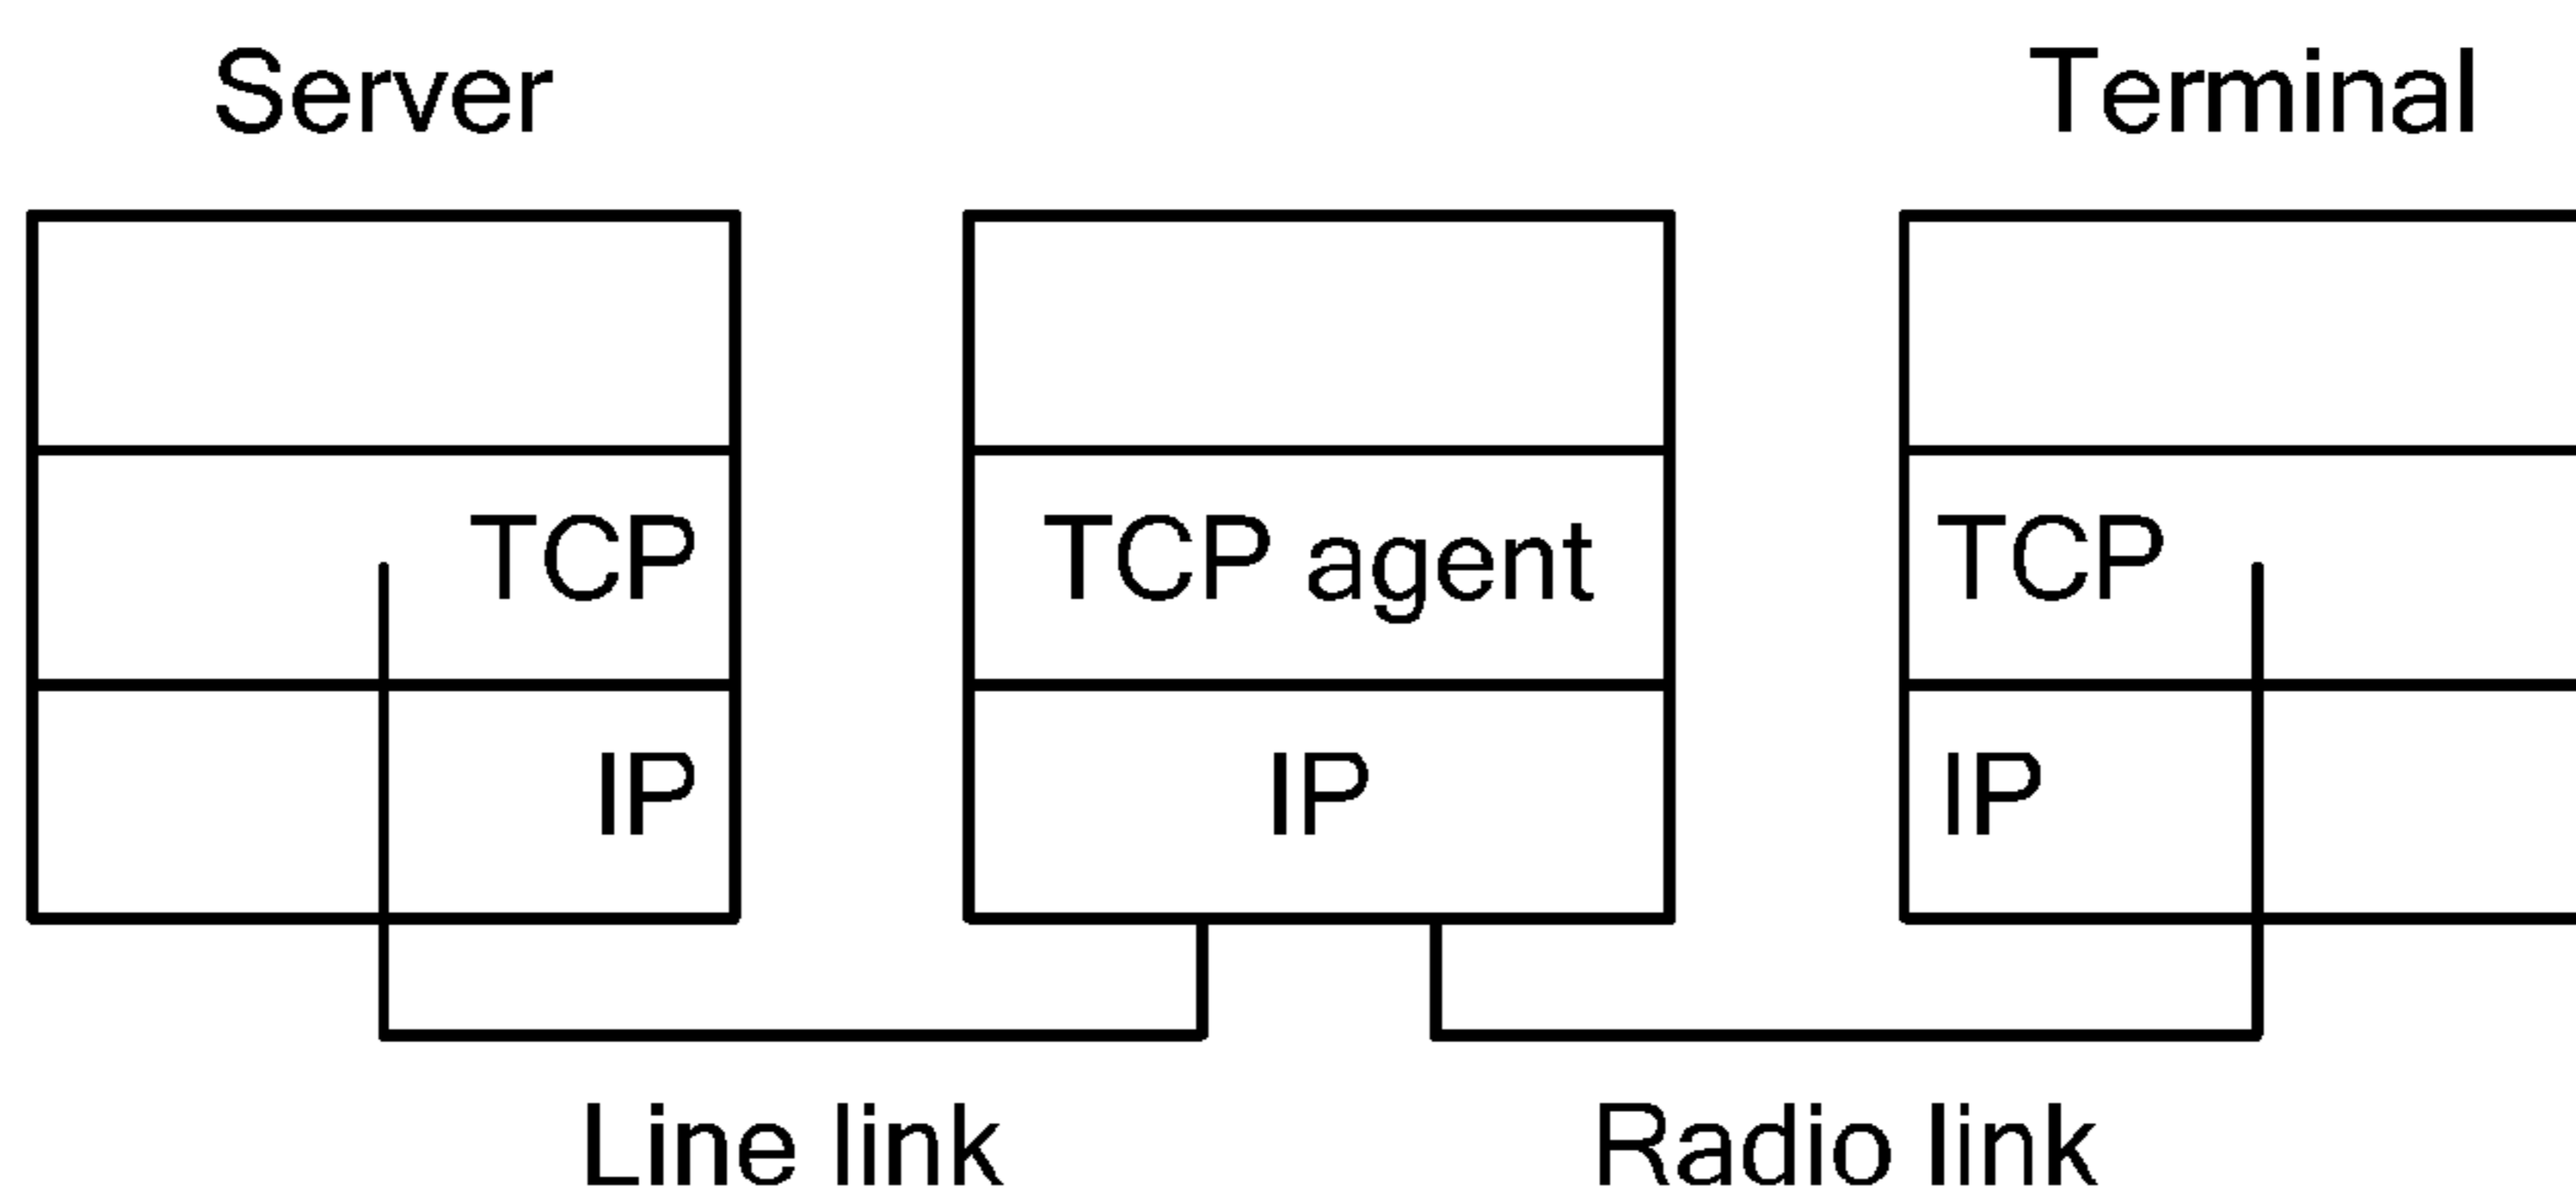 Server
Terminal
TCP
TCP agent
TCP
IP
IP
IP
Line link
Radio link